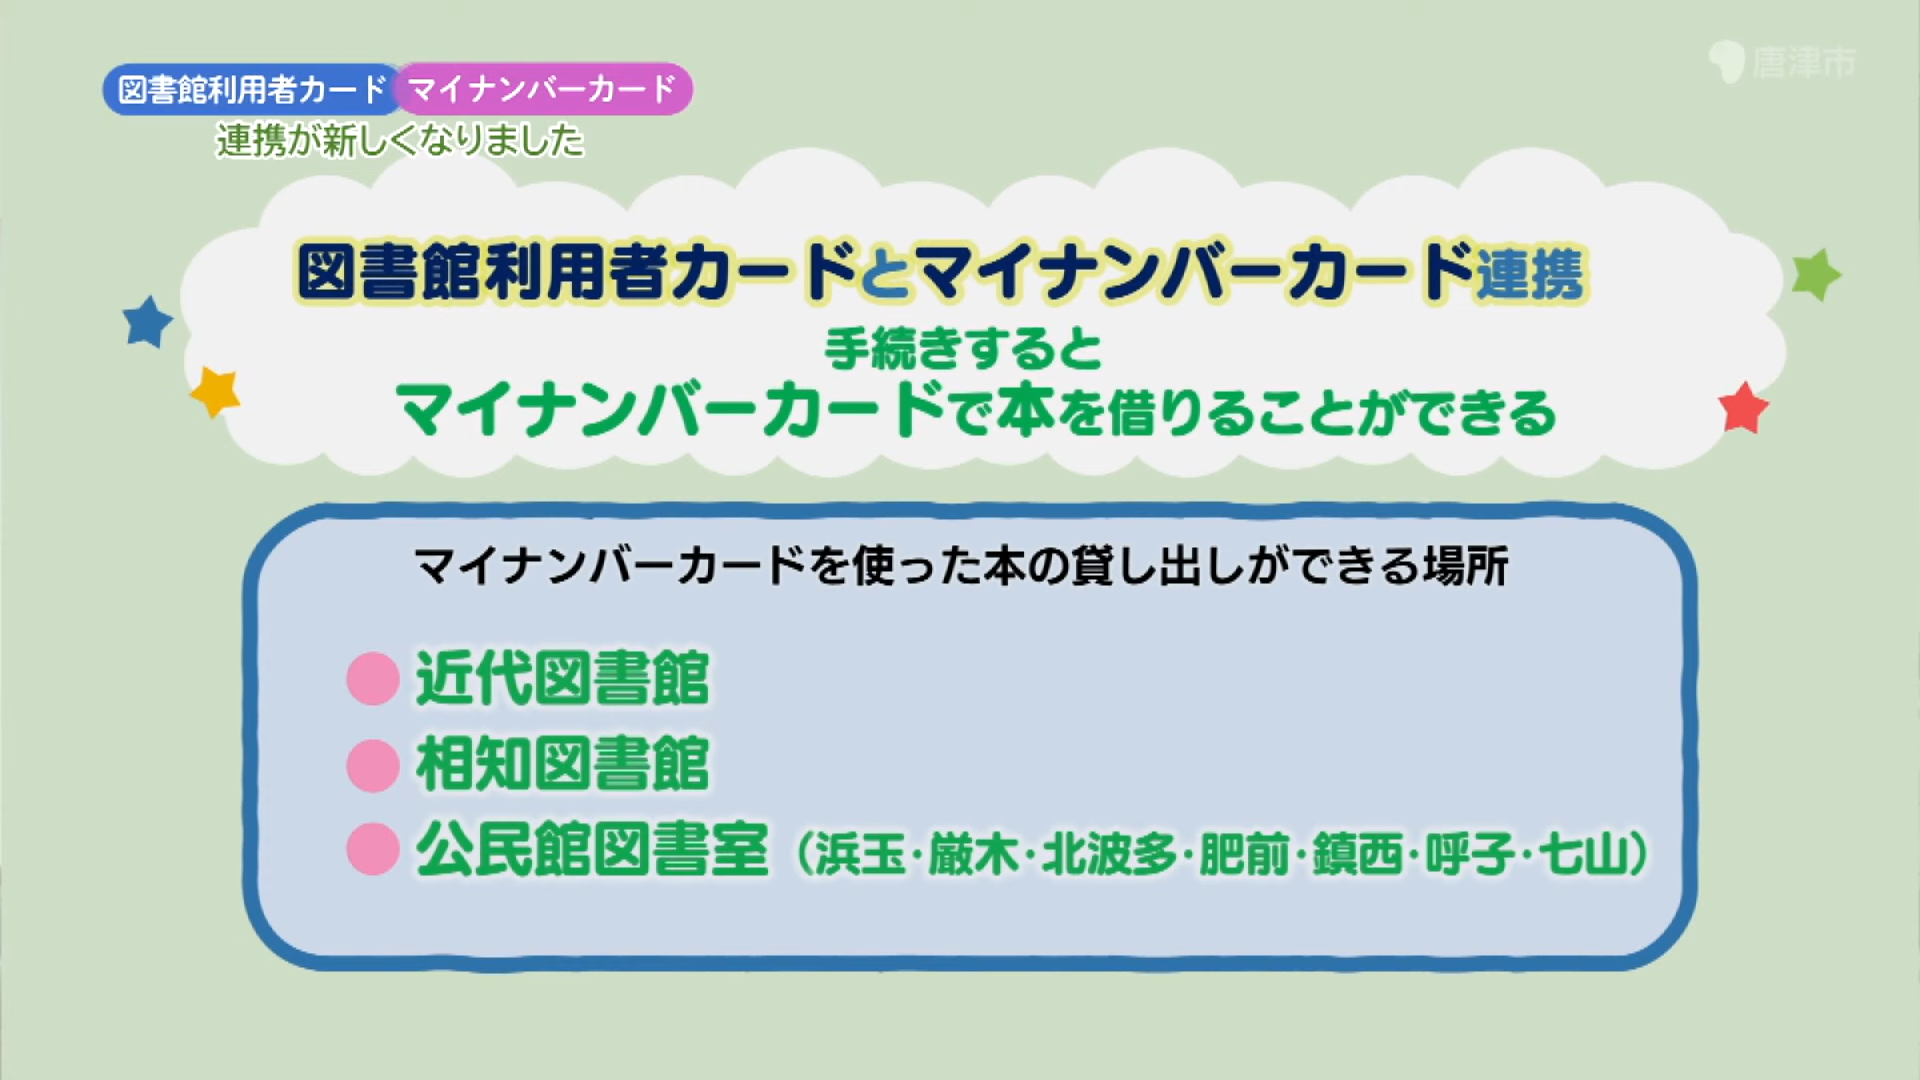 唐津市
図書館利用者カード マイナンバーカード
連携が新しくなりました
図書館利用者カードとマイナンバーカード連携
手続きすると
マイナンバーカードで本を借りることができる
マイナンバーカードを使った本の貸し出しができる場所
近代図書館
相知図書館
公民館図書室（浜玉・厳木・北波多・肥前・鎮西・呼子・七山）